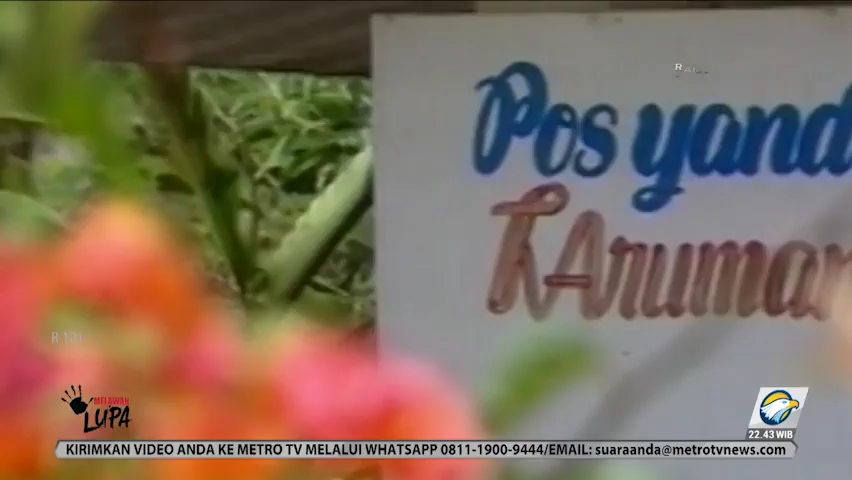 Pos yand
KAruman
MELAWAN
LUPA
22.43 WIB
KIRIMKAN VIDEO ANDA KE METRO TV MELALUI WHATSAPP 0811-1900-9444/EMAIL: suaraanda@metrotvnews.com